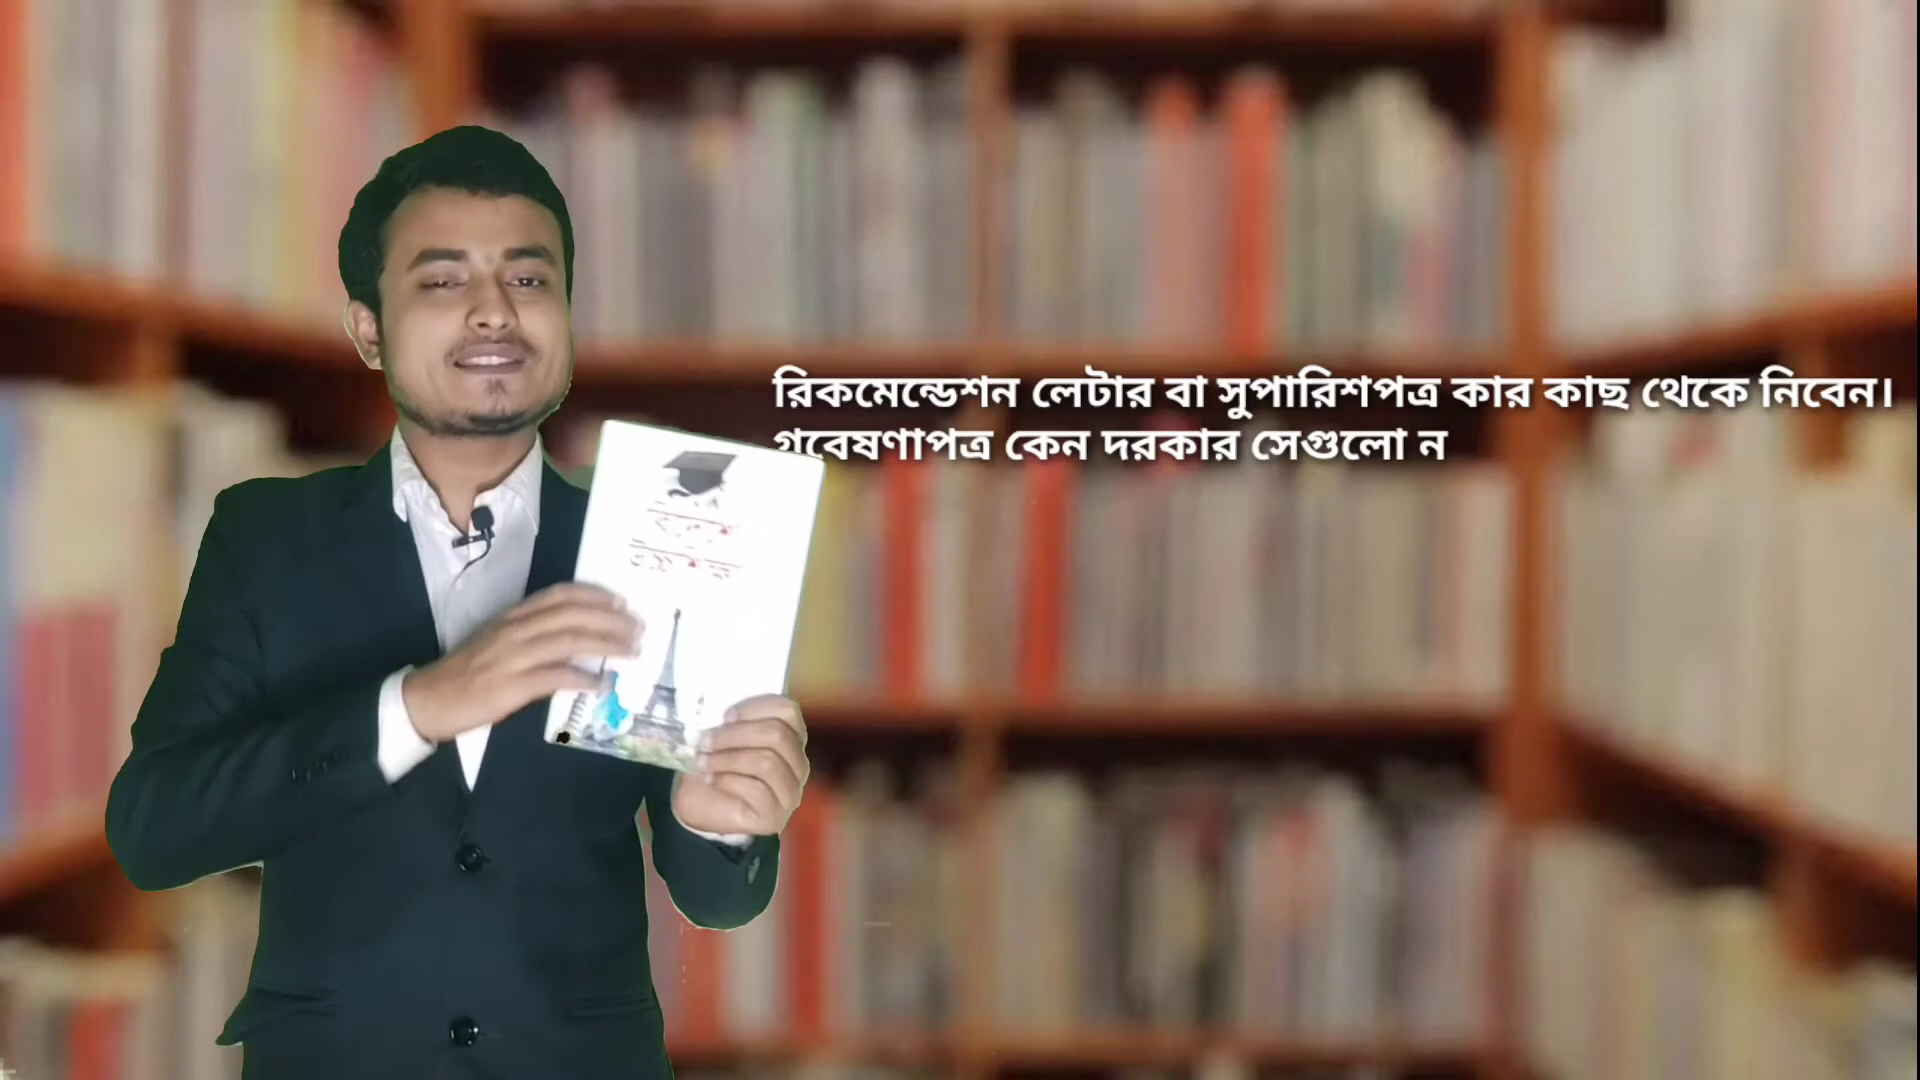 রিকমেন্ডেশন লেটার বা সুপারিশপত্র কার কাছ থেকে নিবেন।
গবেষণাপত্র কেন দরকার সেগুলো ন